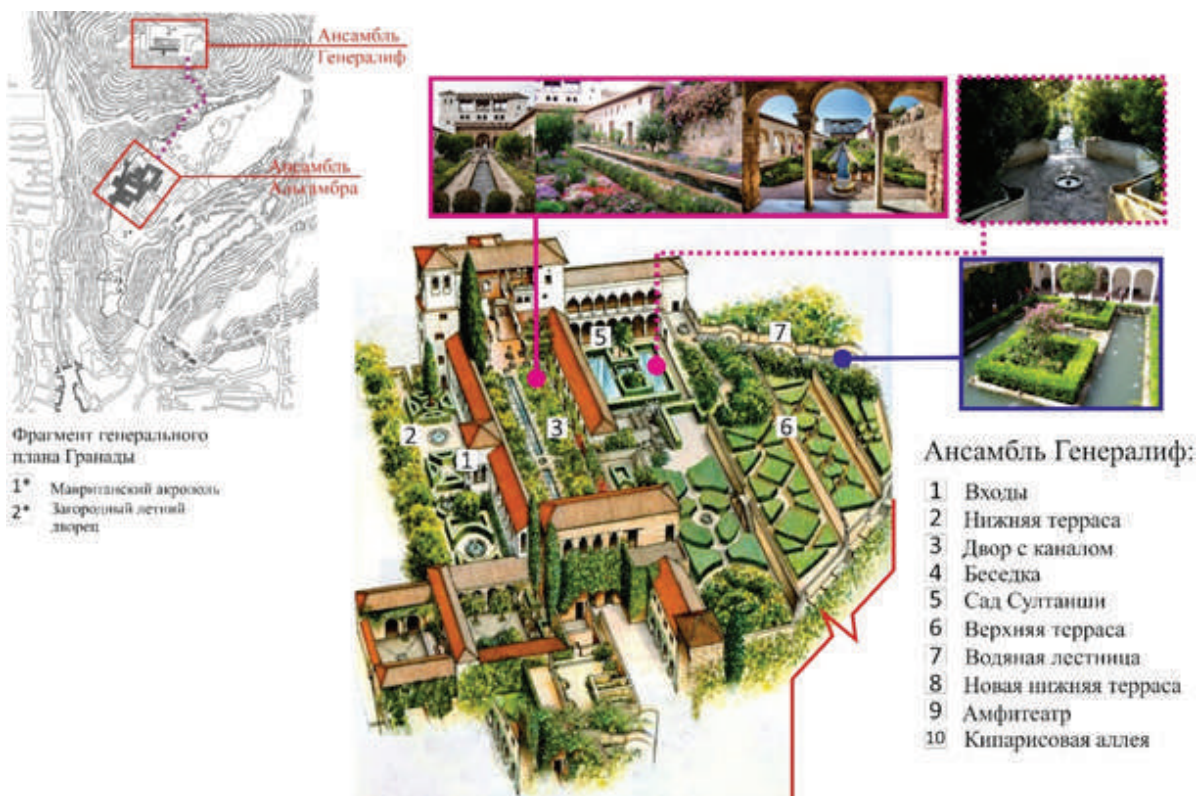 Ансамбль
Генералиф
Ансамбль
Альгамбра
1*
2*
Фрагмент генерального
плана Гранады
1* Мавританский акрополь
2* Загородный летний
дворец
5
7
2
3
6
1
Ансамбль Генералиф:
1 Входы
2 Нижняя терраса
3 Двор с каналом
4 Беседка
5 Сад Султанши
6 Верхняя терраса
7 Водяная лестница
8 Новая нижняя терраса
9 Амфитеатр
10 Кипарисовая аллея